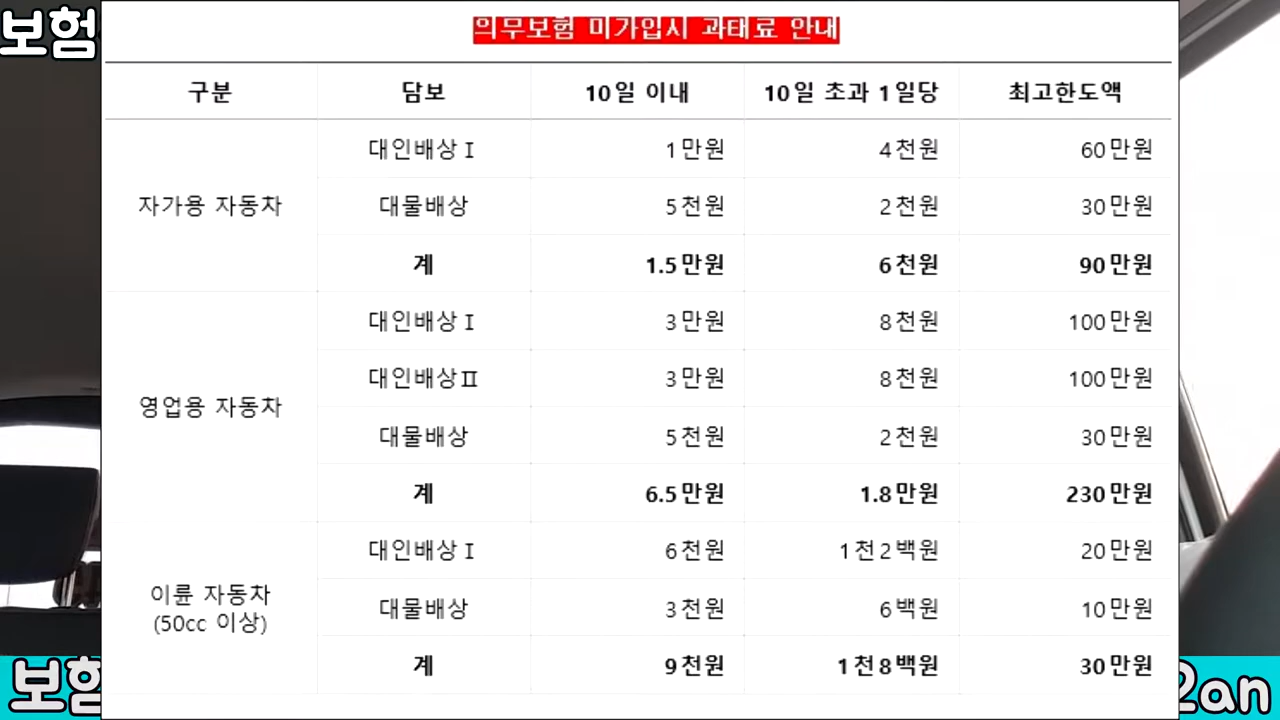 보험
의무보험 미가입시 과태료 안내
구분 담보 10일 이내 10일 초과 1일당 최고한도액
자가용 자동차
대인배상Ⅰ 1만원 4천원 60만원
대물배상 5천원 2천원 30만원
계 1.5만원 6천원 90만원
영업용 자동차
대인배상Ⅰ 3만원 8천원 100만원
대인배상Ⅱ 3만원 8천원 100만원
대물배상 5천원 2천원 30만원
계 6.5만원 1.8만원 230만원
이륜 자동차
(50cc 이상)
대인배상Ⅰ 6천원 1천2백원 20만원
대물배상 3천원 6백원 10만원
계 9천원 1천8백원 30만원
보험
2an